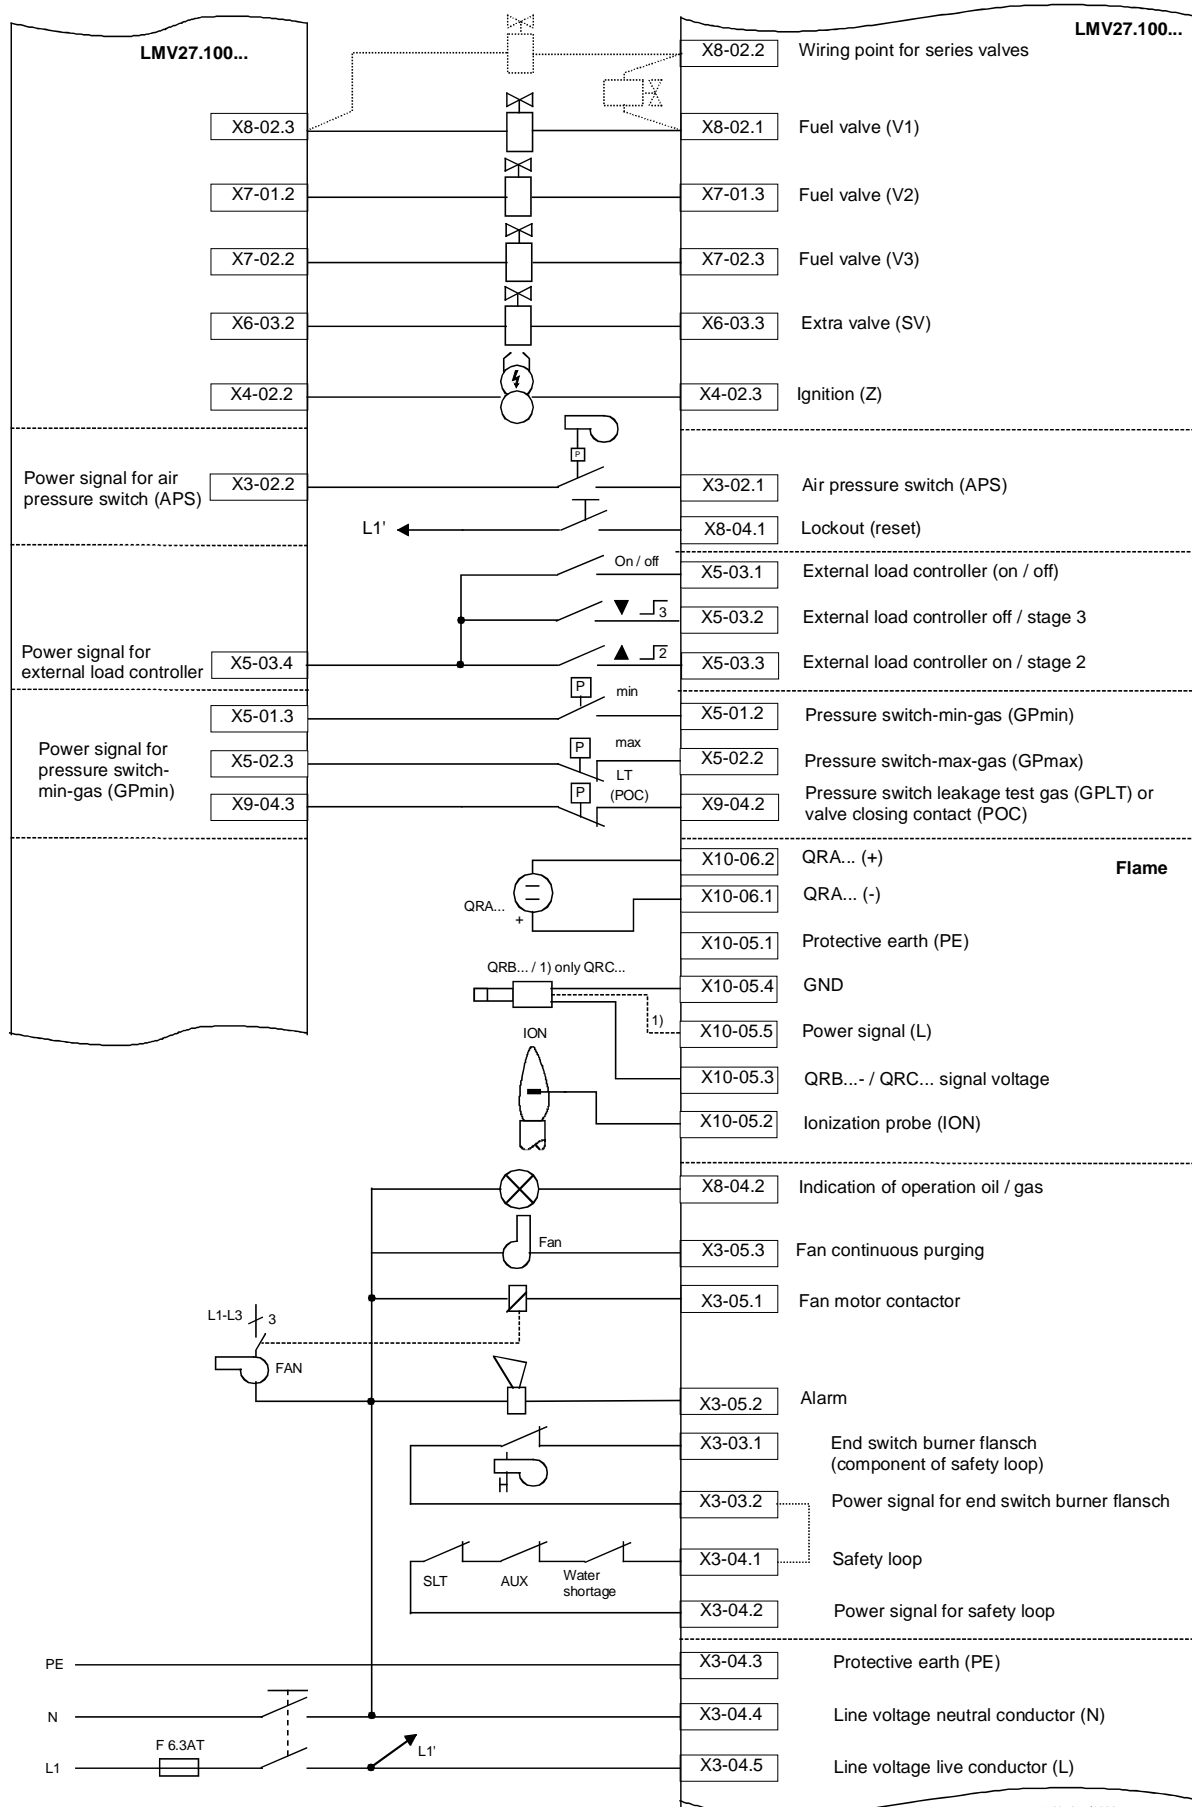 LMV27.100...
LMV27.100...
X8-02.2 Wiring point for series valves
X8-02.3 X8-02.1 Fuel valve (V1)
X7-01.2 X7-01.3 Fuel valve (V2)
X7-02.2 X7-02.3 Fuel valve (V3)
X6-03.2 X6-03.3 Extra valve (SV)
X4-02.2 X4-02.3 Ignition (Z)
Power signal for air
pressure switch (APS)
X3-02.2 P X3-02.1 Air pressure switch (APS)
L1' X8-04.1 Lockout (reset)
On / off X5-03.1 External load controller (on / off)
3 X5-03.2 External load controller off / stage 3
Power signal for
external load controller
X5-03.4 2 X5-03.3 External load controller on / stage 2
X5-01.3 P min X5-01.2 Pressure switch-min-gas (GPmin)
Power signal for
pressure switch-
min-gas (GPmin)
X5-02.3 P max X5-02.2 Pressure switch-max-gas (GPmax)
LT
(POC)
X9-04.3 P X9-04.2 Pressure switch leakage test gas (GPLT) or
valve closing contact (POC)
X10-06.2 QRA... (+)
Flame
QRA... + X10-06.1 QRA... (-)
X10-05.1 Protective earth (PE)
QRB... / 1) only QRC...
X10-05.4 GND
1) X10-05.5 Power signal (L)
ION
X10-05.3 QRB...- / QRC... signal voltage
X10-05.2 Ionization probe (ION)
X8-04.2 Indication of operation oil / gas
Fan X3-05.3 Fan continuous purging
X3-05.1 Fan motor contactor
L1-L3 3
FAN
X3-05.2 Alarm
X3-03.1 End switch burner flansch
(component of safety loop)
X3-03.2 Power signal for end switch burner flansch
X3-04.1 Safety loop
SLT AUX Water
shortage
X3-04.2 Power signal for safety loop
PE X3-04.3 Protective earth (PE)
N X3-04.4 Line voltage neutral conductor (N)
F 6.3AT
L1'
L1 X3-04.5 Line voltage live conductor (L)